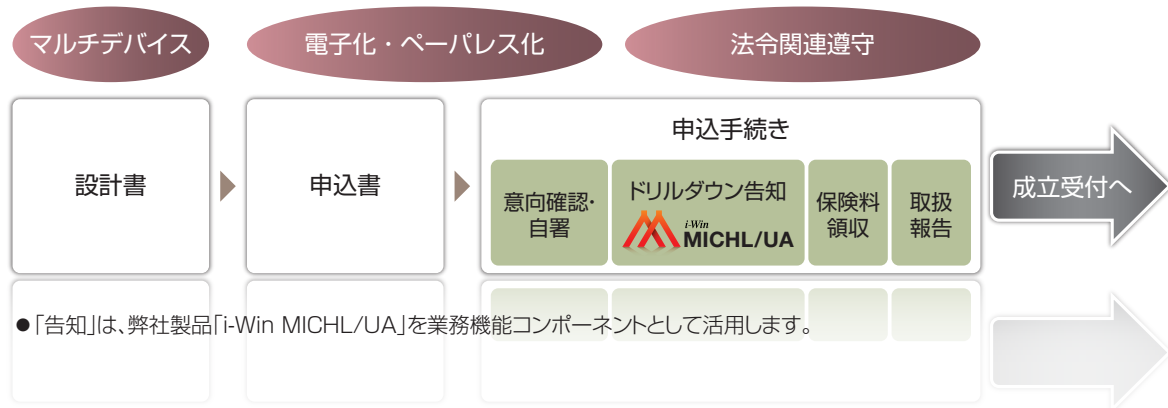 マルチデバイス
電子化・ペーパレス化
法令関連遵守
設計書
申込書
申込手続き
意向確認・
自署
ドリルダウン告知
i-Win
MICHL/UA
保険料
領収
取扱
報告
成立受付へ
●「告知」は、弊社製品「i-Win MICHL/UA」を業務機能コンポーネントとして活用します。